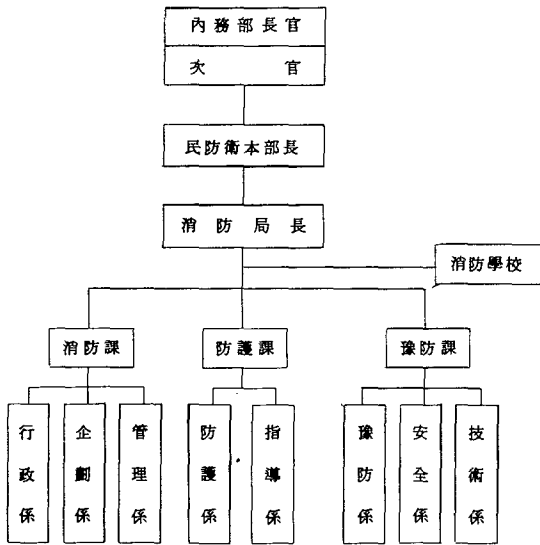 內務部長官
次官
民防衛本部長
消防局長
消防學校
消防課
防護課
豫防課
行政係
企劃係
管理係
防護係
指導係
豫防係
安全係
技術係